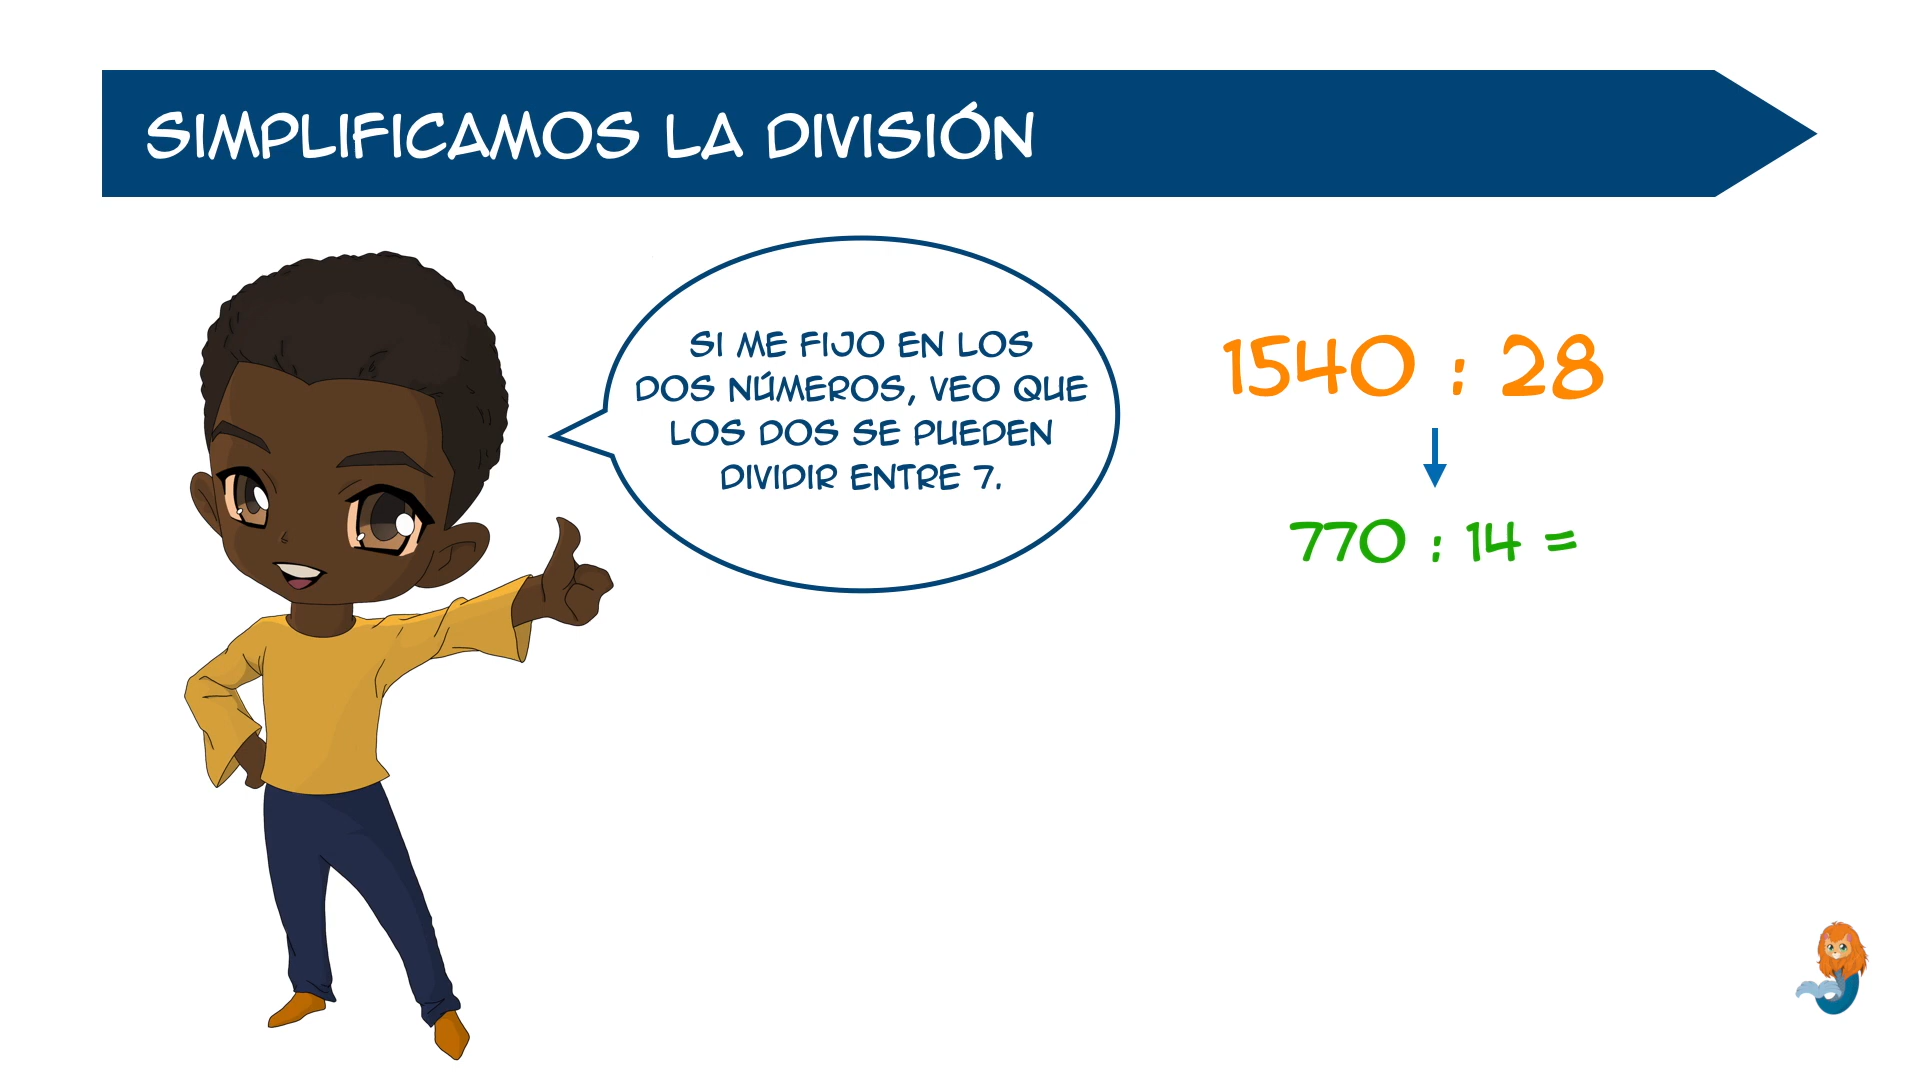 SIMPLIFICAMOS LA DIVISIÓN
SI ME FIJO EN LOS
DOS NÚMEROS, VEO QUE
LOS DOS SE PUEDEN
DIVIDIR ENTRE 7.
1540 : 28
770 : 14 =